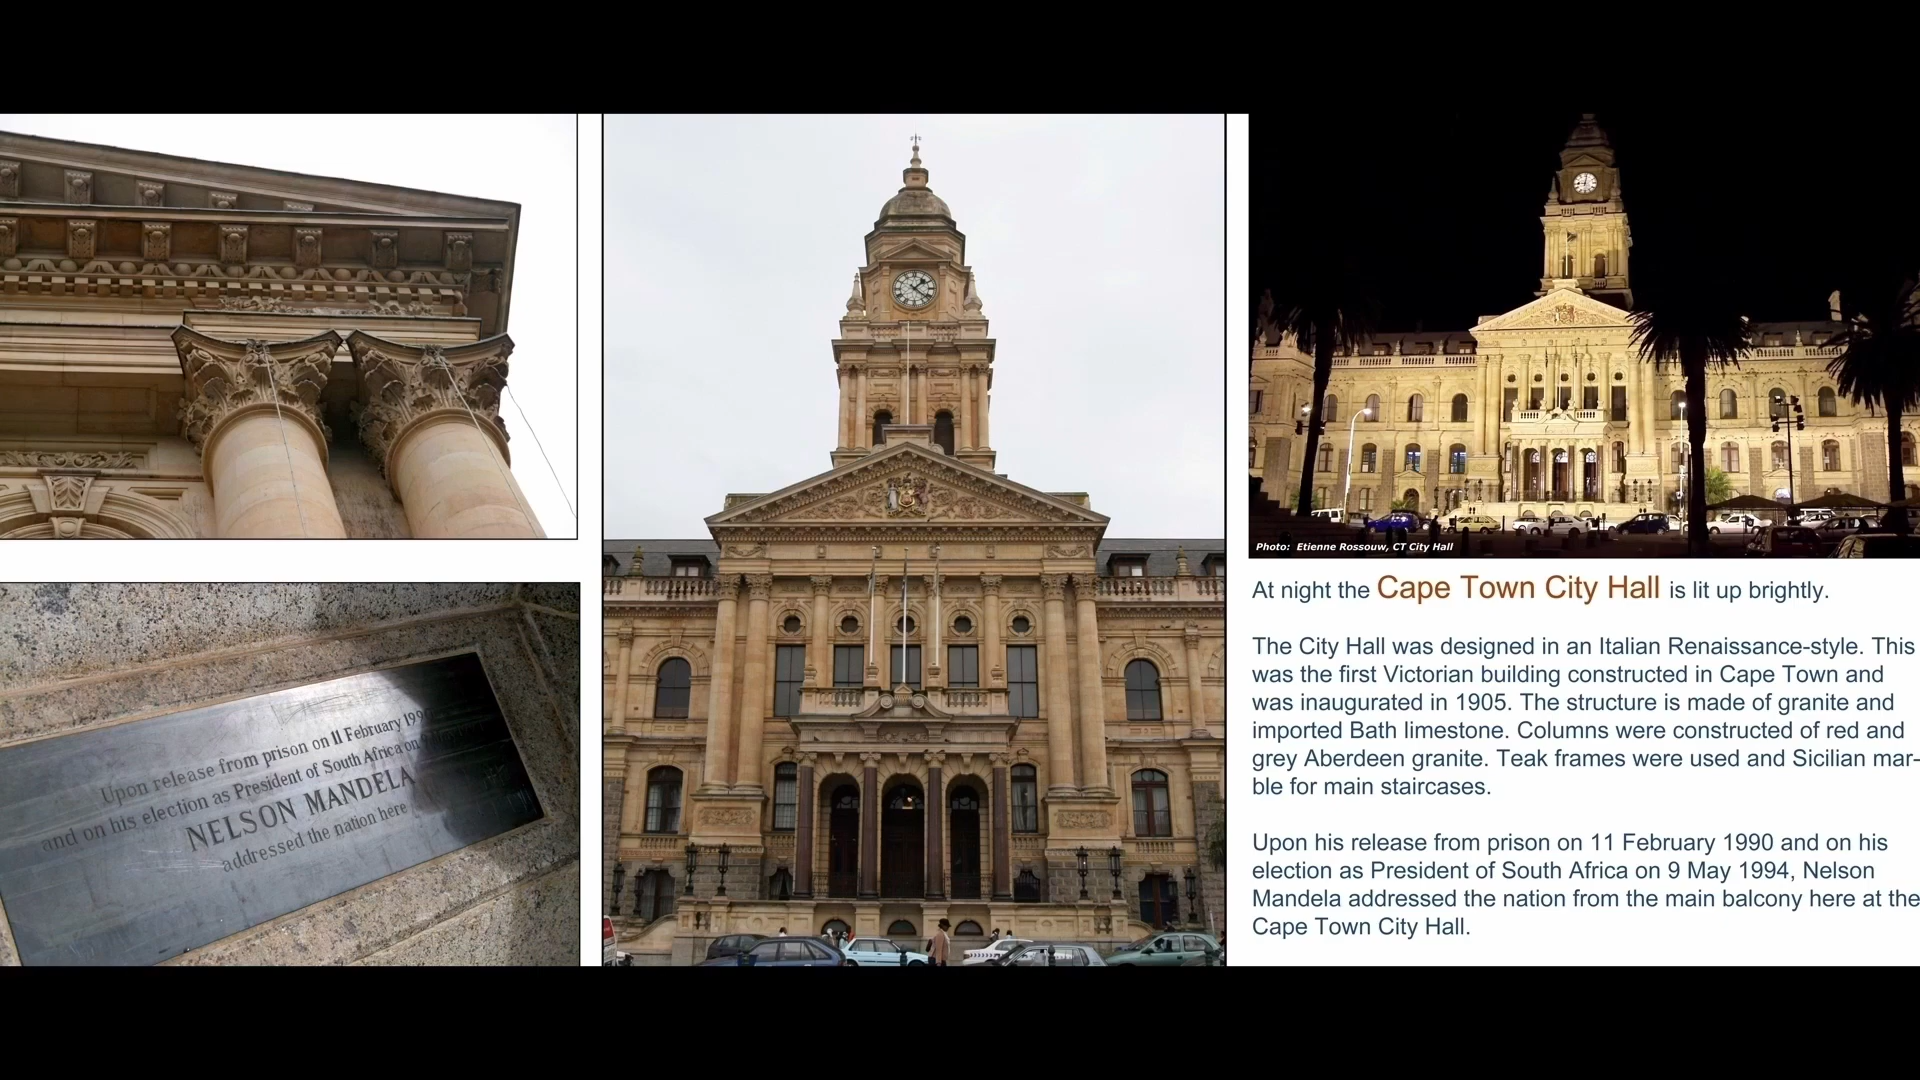 Upon release from prison on 11 February 1990
and on his election as President of South Africa on
NELSON MANDELA
addressed the nation here
Photo: Etienne Rossouw, CT City Hall
At night the Cape Town City Hall is lit up brightly.
The City Hall was designed in an Italian Renaissance-style. This
was the first Victorian building constructed in Cape Town and
was inaugurated in 1905. The structure is made of granite and
imported Bath limestone. Columns were constructed of red and
grey Aberdeen granite. Teak frames were used and Sicilian mar-
ble for main staircases.
Upon his release from prison on 11 February 1990 and on his
election as President of South Africa on 9 May 1994, Nelson
Mandela addressed the nation from the main balcony here at the
Cape Town City Hall.